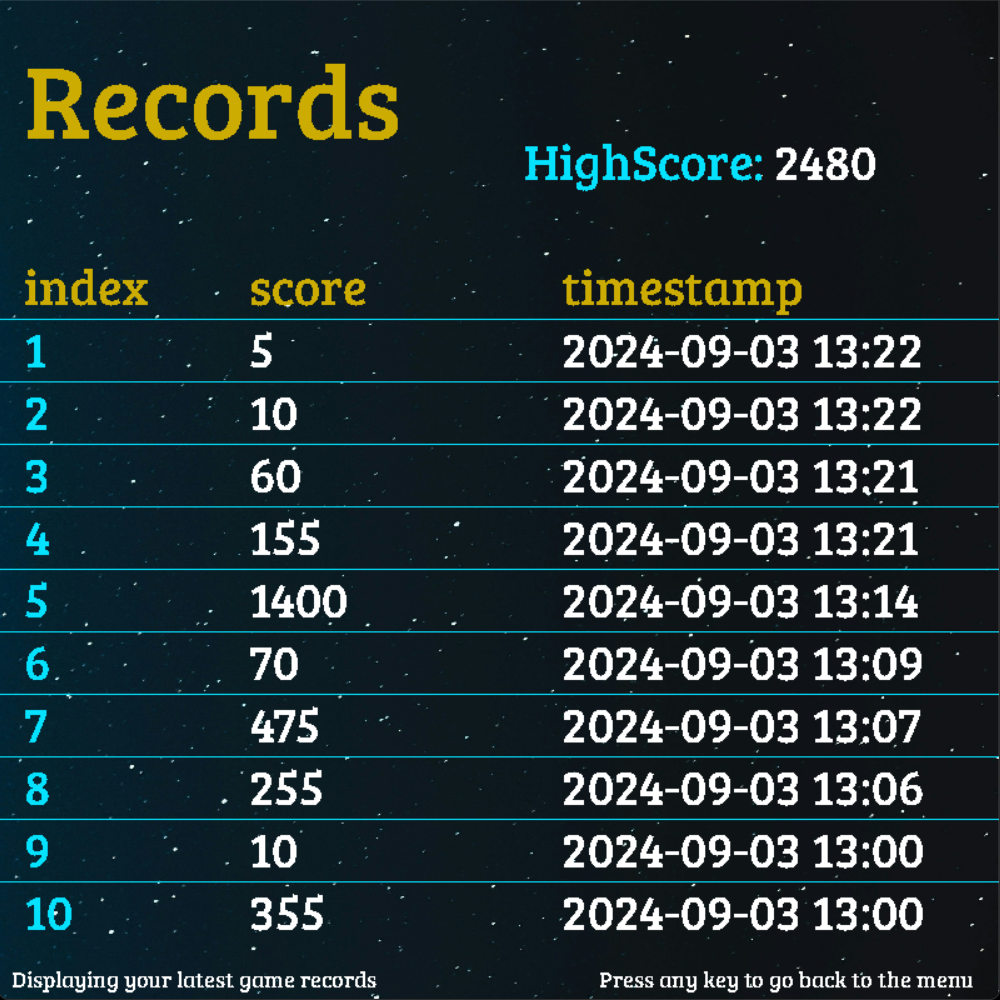 Records
HighScore: 2480
index score timestamp
1 5 2024-09-03 13:22
2 10 2024-09-03 13:22
3 60 2024-09-03 13:21
4 155 2024-09-03 13:21
5 1400 2024-09-03 13:14
6 70 2024-09-03 13:09
7 475 2024-09-03 13:07
8 255 2024-09-03 13:06
9 10 2024-09-03 13:00
10 355 2024-09-03 13:00
Displaying your latest game records Press any key to go back to the menu